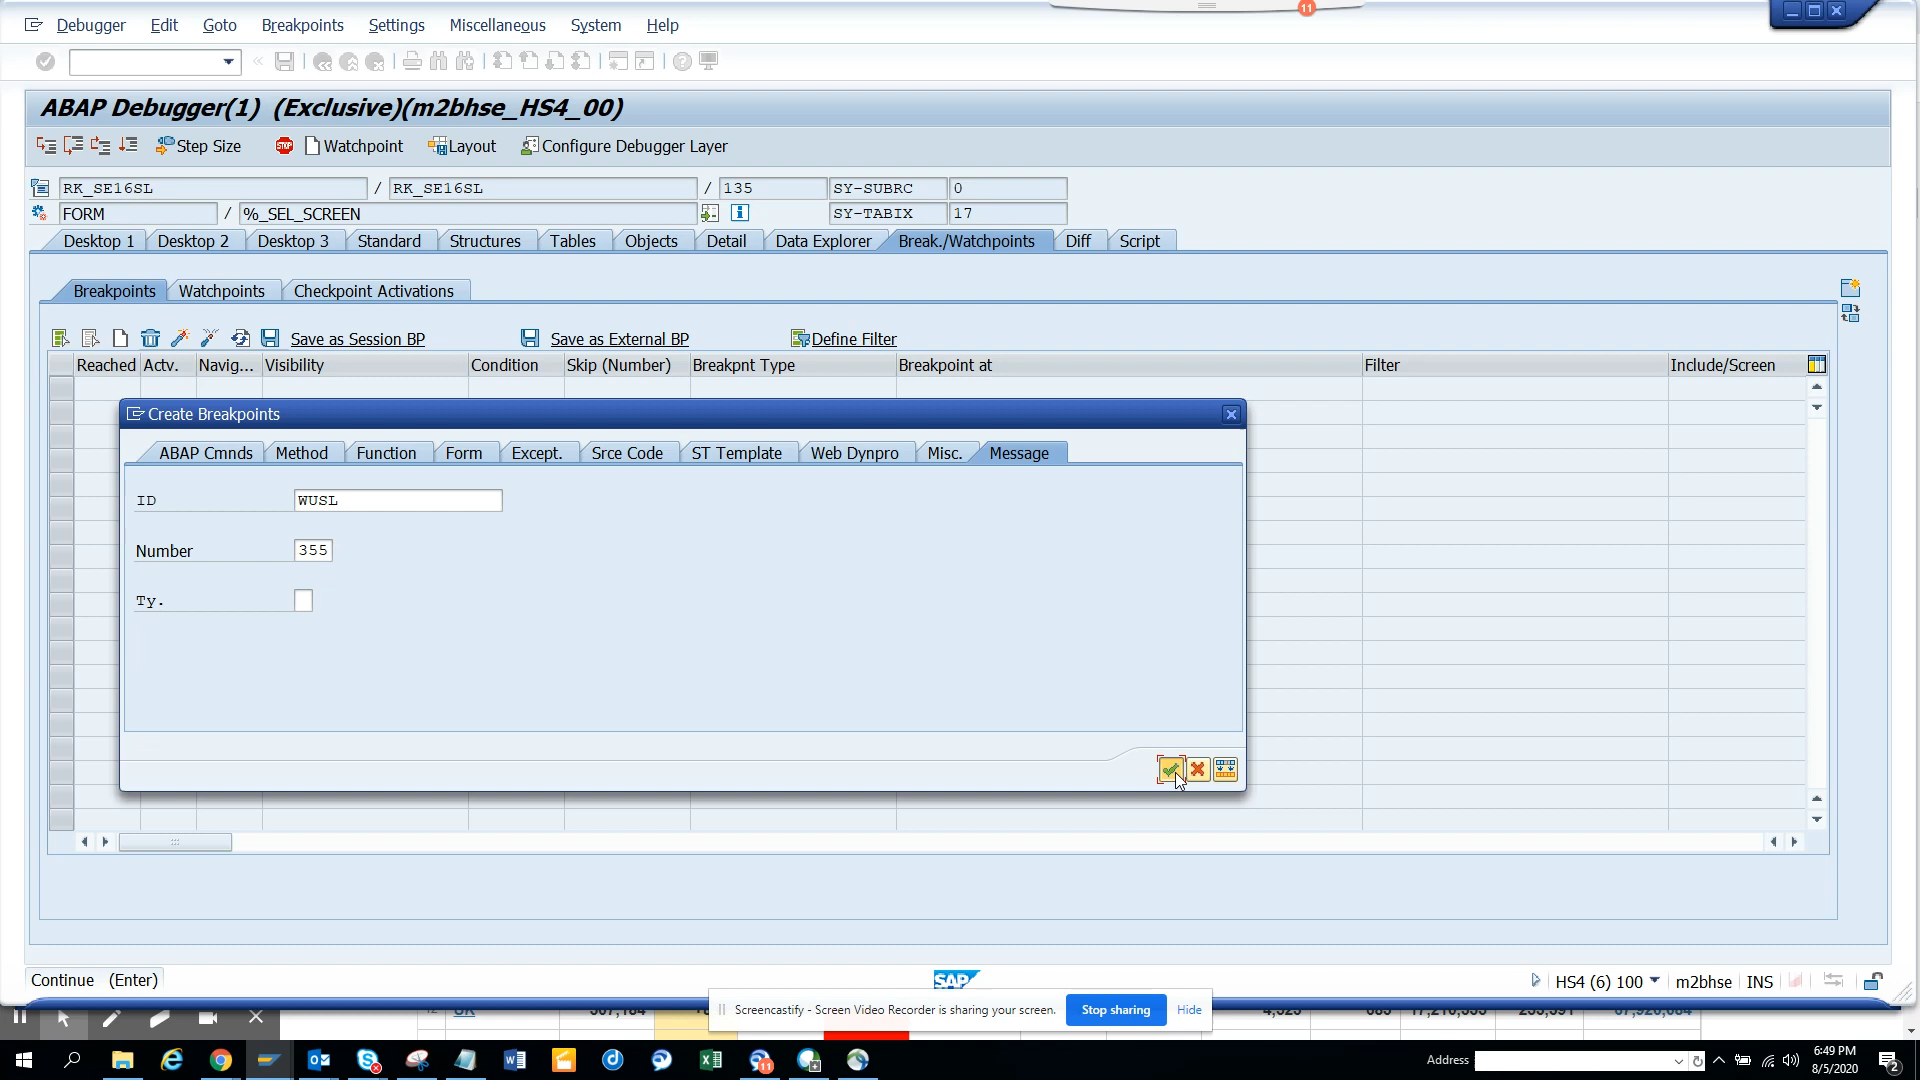 Debugger Edit Goto Breakpoints Settings Miscellaneous System Help
11
ABAP Debugger(1) (Exclusive)(m2bhse_HS4_00)
Step Size STOP Watchpoint Layout Configure Debugger Layer
RK_SE16SL / RK_SE16SL / 135 SY-SUBRC 0
FORM / %_SEL_SCREEN SY-TABIX 17
Desktop 1 Desktop 2 Desktop 3 Standard Structures Tables Objects Detail Data Explorer Break./Watchpoints Diff Script
Breakpoints Watchpoints Checkpoint Activations
Save as Session BP Save as External BP Define Filter
Reached Actv. Navig... Visibility Condition Skip (Number) Breakpnt Type Breakpoint at Filter Include/Screen
Create Breakpoints
ABAP Cmnds Method Function Form Except. Srce Code ST Template Web Dynpro Misc. Message
ID WUSL
Number 355
Ty.
Continue (Enter) SAP HS4 (6) 100 m2bhse INS
Screencastify - Screen Video Recorder is sharing your screen. Stop sharing Hide
Address 6:49 PM
8/5/2020
11 2